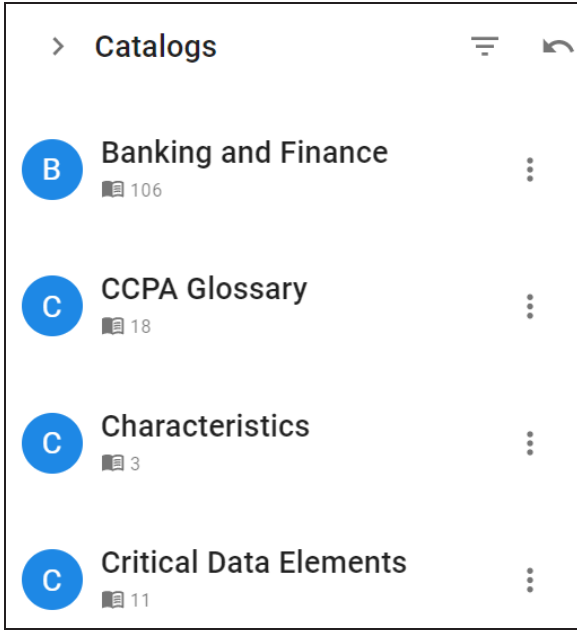 Catalogs
B
Banking and Finance
106
C
CCPA Glossary
18
C
Characteristics
3
C
Critical Data Elements
11